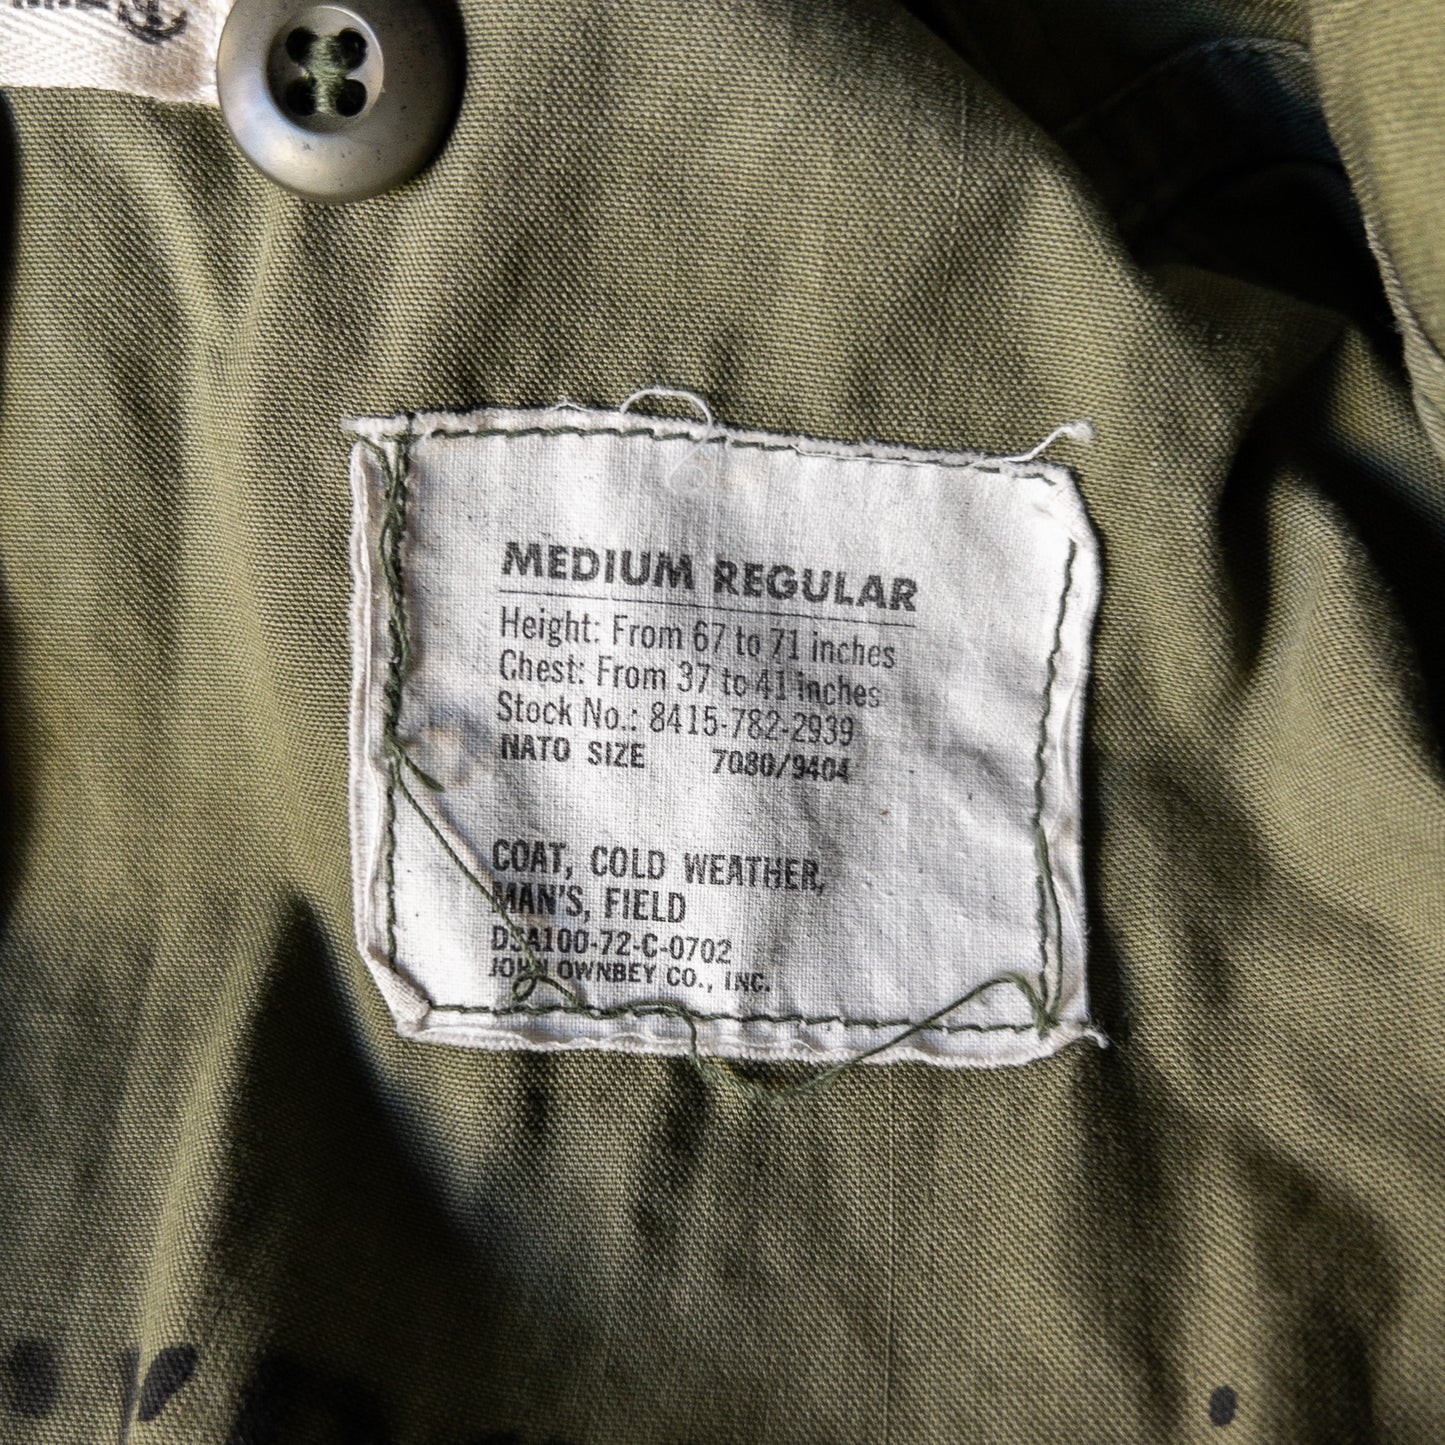 MEDIUM REGULAR
Height: From 67 to 71 inches
Chest: From 37 to 41 inches
Stock No.: 8415-782-2939
NATO SIZE 7080/9404
COAT, COLD WEATHER,
MAN'S, FIELD
DSA100-72-C-0702
JOHN OWNBEY CO., INC.